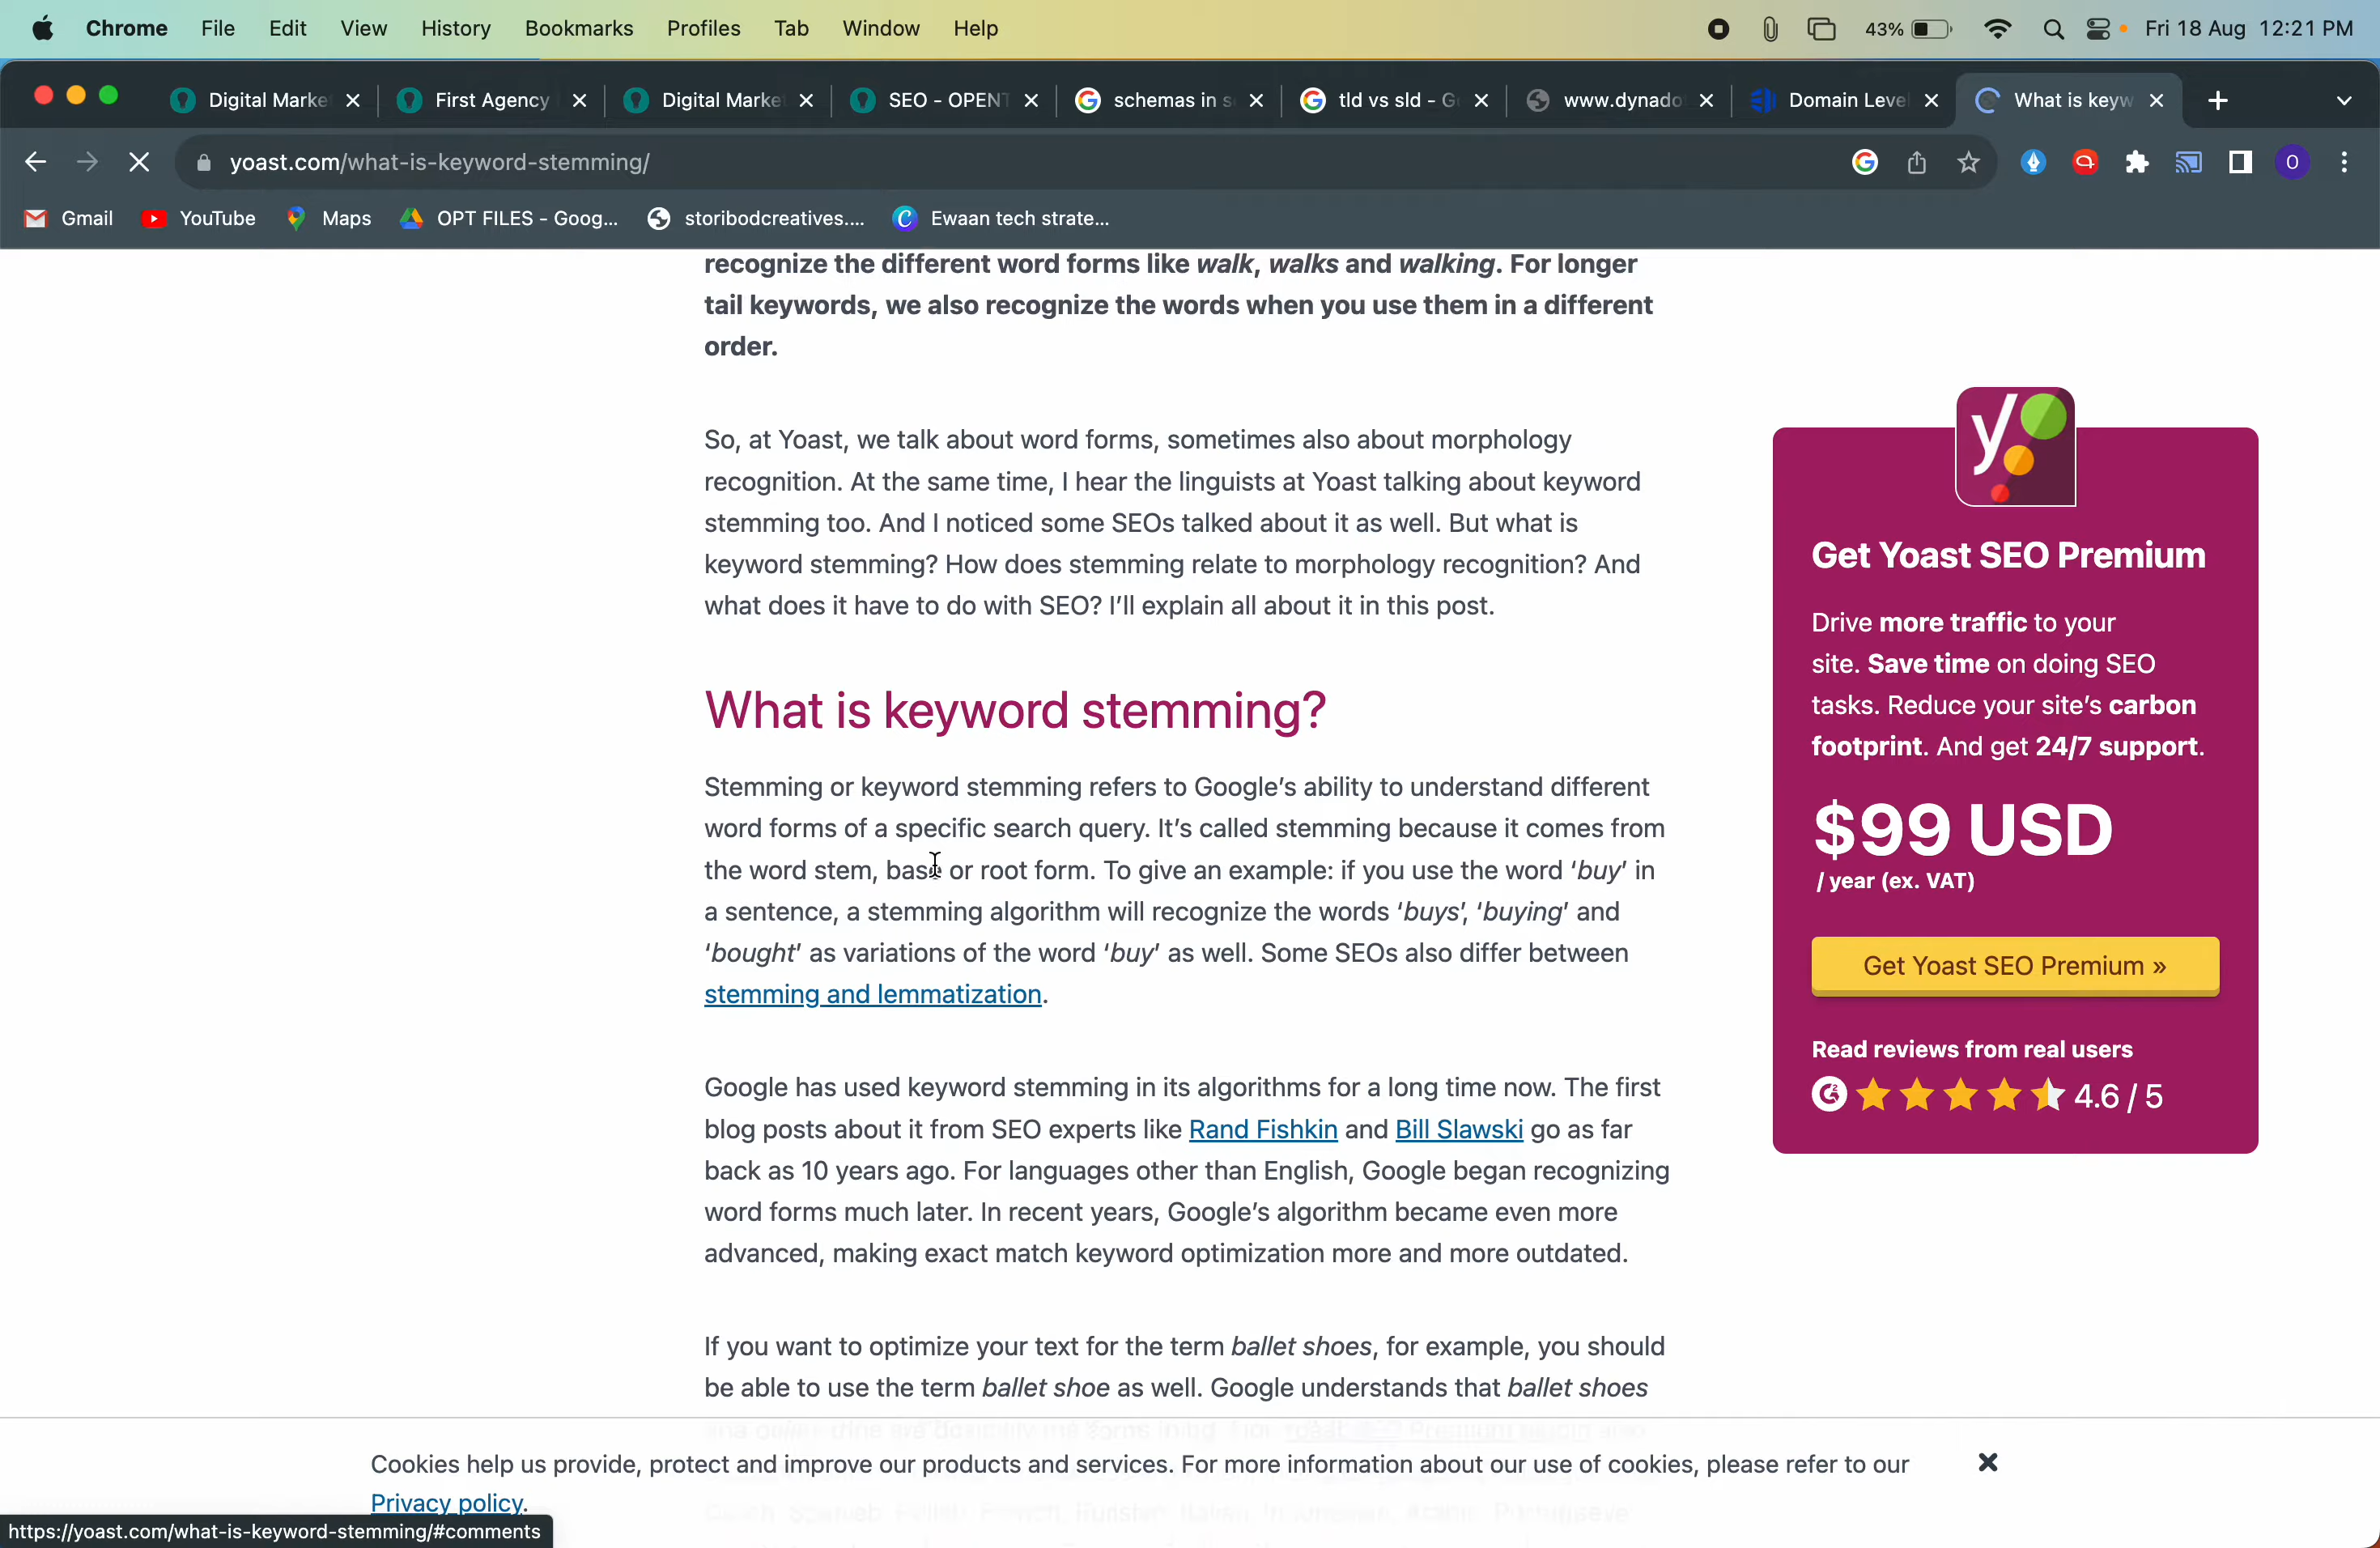 Chrome File Edit View History Bookmarks Profiles Tab Window Help 43% Fri 18 Aug 12:21 PM
Digital Marke First Agency Digital Marke SEO - OPENT schemas in s tld vs sld - G www.dynado Domain Leve What is keyw
yoast.com/what-is-keyword-stemming/
Gmail YouTube Maps OPT FILES - Goog... storibodcreatives.... Ewaan tech strate...
recognize the different word forms like walk, walks and walking. For longer
tail keywords, we also recognize the words when you use them in a different
order.
So, at Yoast, we talk about word forms, sometimes also about morphology
recognition. At the same time, I hear the linguists at Yoast talking about keyword
stemming too. And I noticed some SEOs talked about it as well. But what is
keyword stemming? How does stemming relate to morphology recognition? And
what does it have to do with SEO? I’ll explain all about it in this post.
What is keyword stemming?
Stemming or keyword stemming refers to Google’s ability to understand different
word forms of a specific search query. It’s called stemming because it comes from
the word stem, base or root form. To give an example: if you use the word ‘buy’ in
a sentence, a stemming algorithm will recognize the words ‘buys’, ‘buying’ and
‘bought’ as variations of the word ‘buy’ as well. Some SEOs also differ between
stemming and lemmatization.
Google has used keyword stemming in its algorithms for a long time now. The first
blog posts about it from SEO experts like Rand Fishkin and Bill Slawski go as far
back as 10 years ago. For languages other than English, Google began recognizing
word forms much later. In recent years, Google’s algorithm became even more
advanced, making exact match keyword optimization more and more outdated.
If you want to optimize your text for the term ballet shoes, for example, you should
be able to use the term ballet shoe as well. Google understands that ballet shoes
y
Get Yoast SEO Premium
Drive more traffic to your
site. Save time on doing SEO
tasks. Reduce your site’s carbon
footprint. And get 24/7 support.
$99 USD
/ year (ex. VAT)
Get Yoast SEO Premium »
Read reviews from real users
4.6 / 5
Cookies help us provide, protect and improve our products and services. For more information about our use of cookies, please refer to our
Privacy policy.
https://yoast.com/what-is-keyword-stemming/#comments